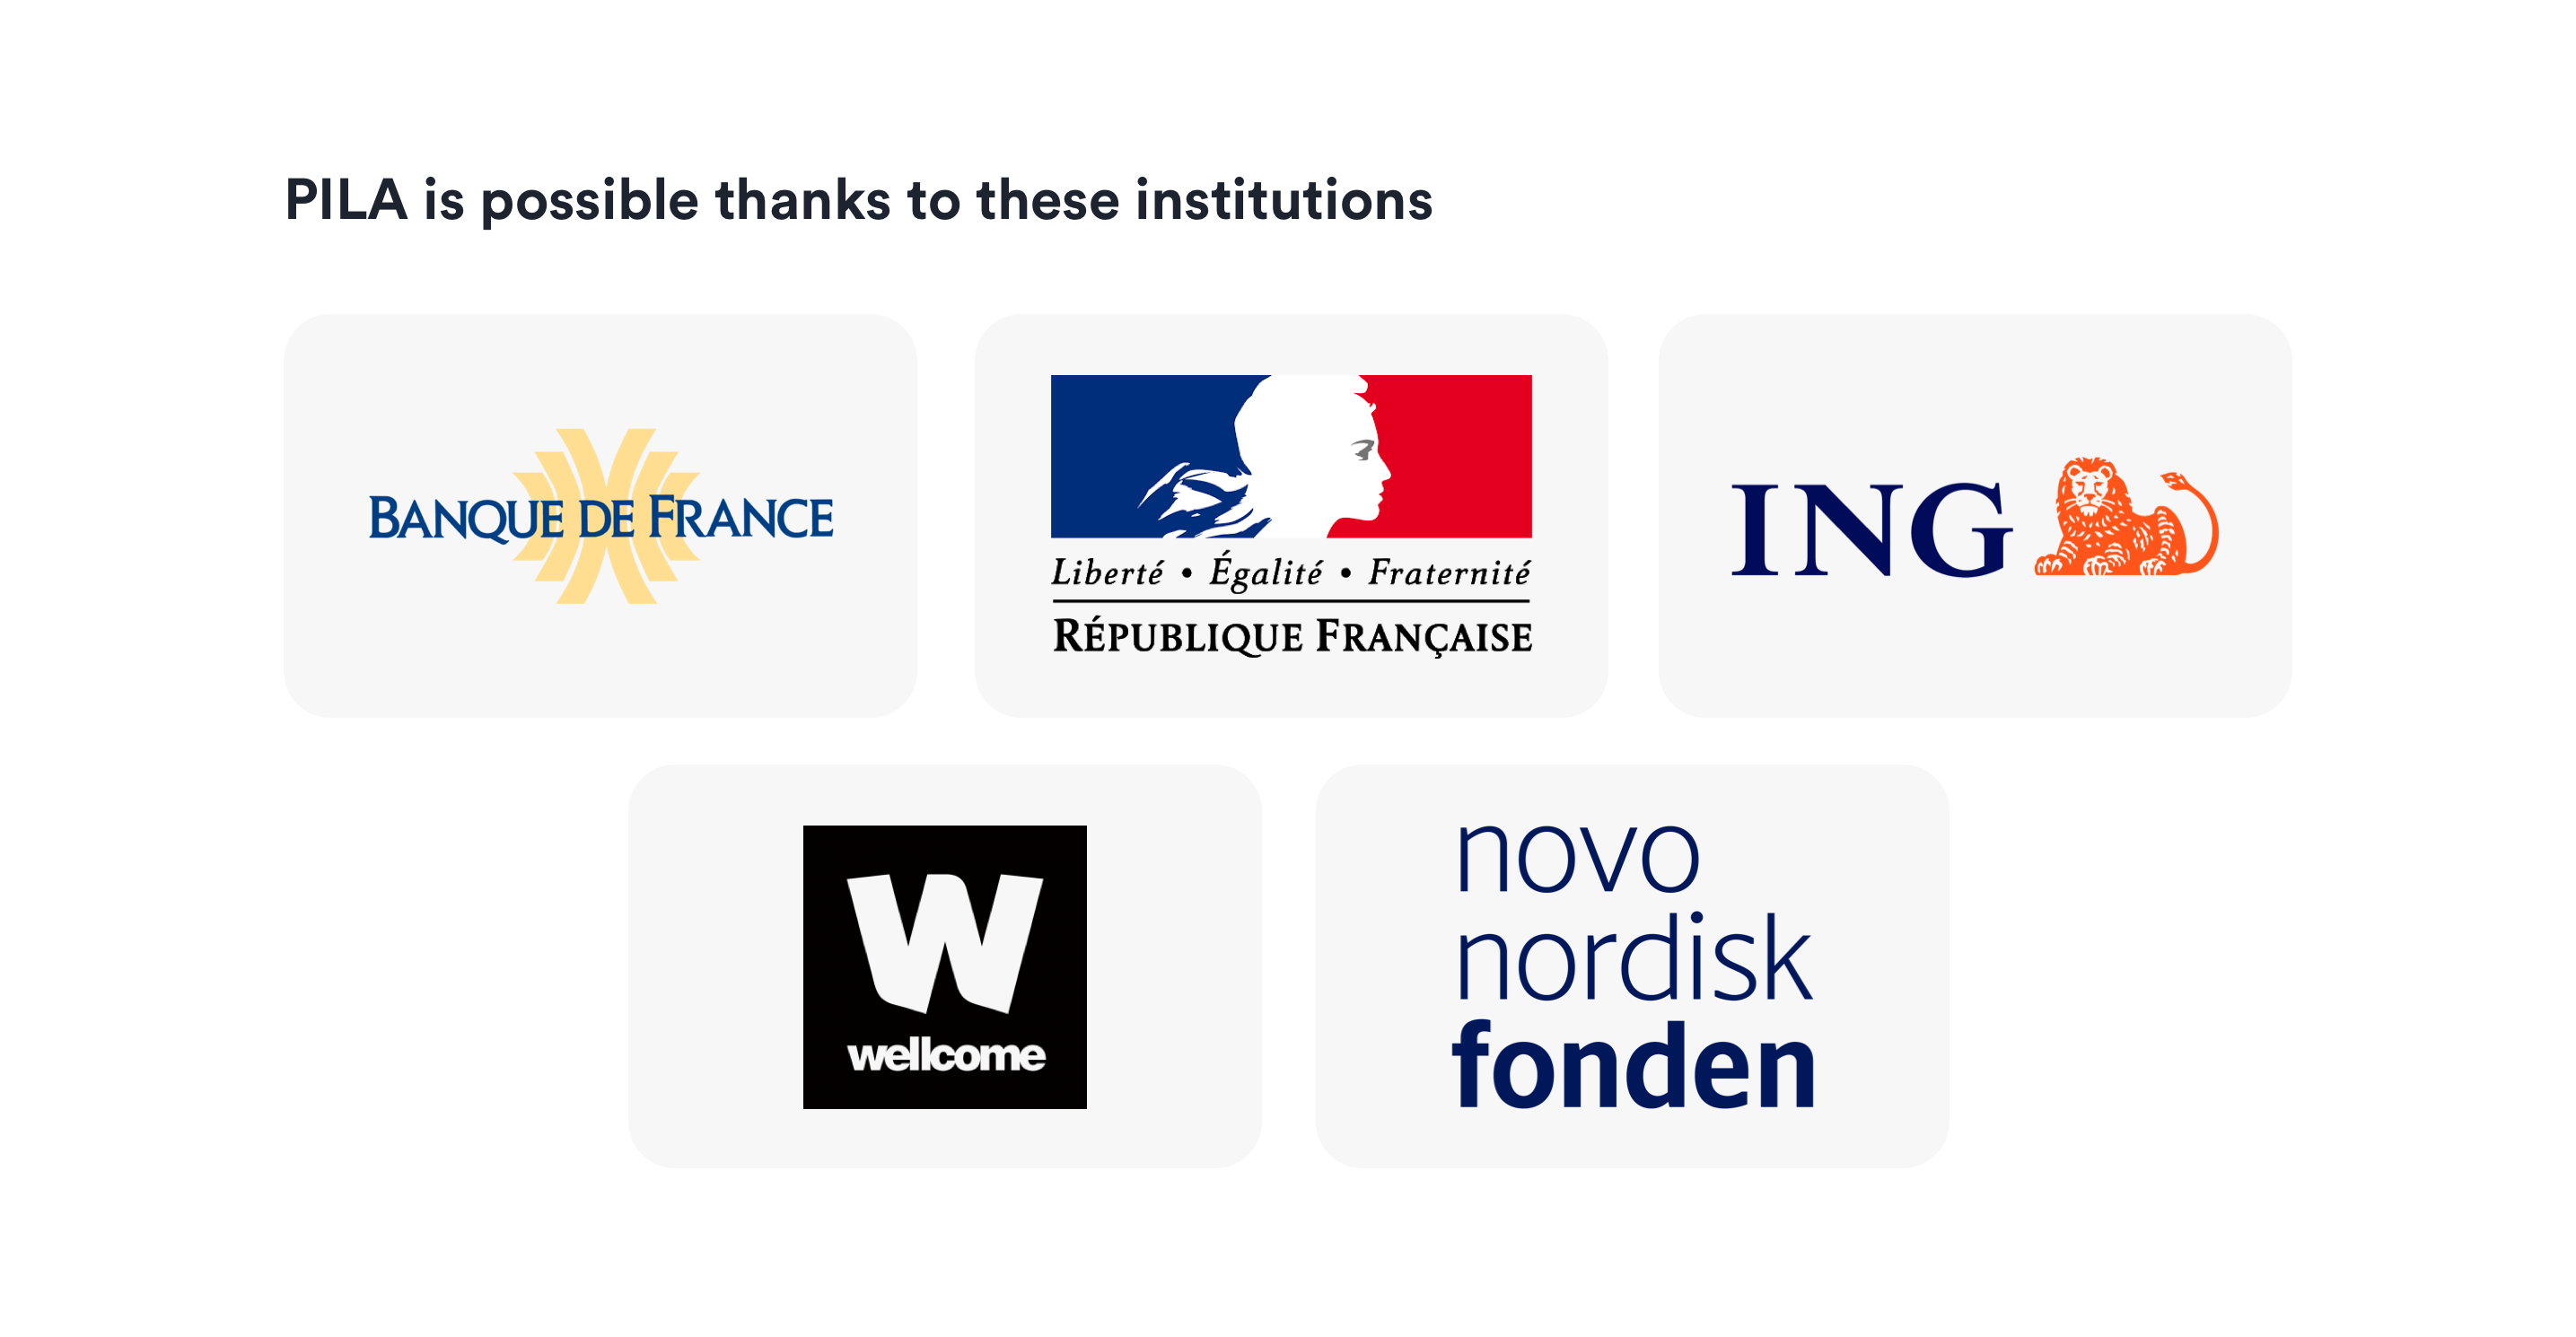 PILA is possible thanks to these institutions
BANQUE DE FRANCE
Liberté • Égalité • Fraternité
RÉPUBLIQUE FRANÇAISE
ING
W
wellcome
novo
nordisk
fonden